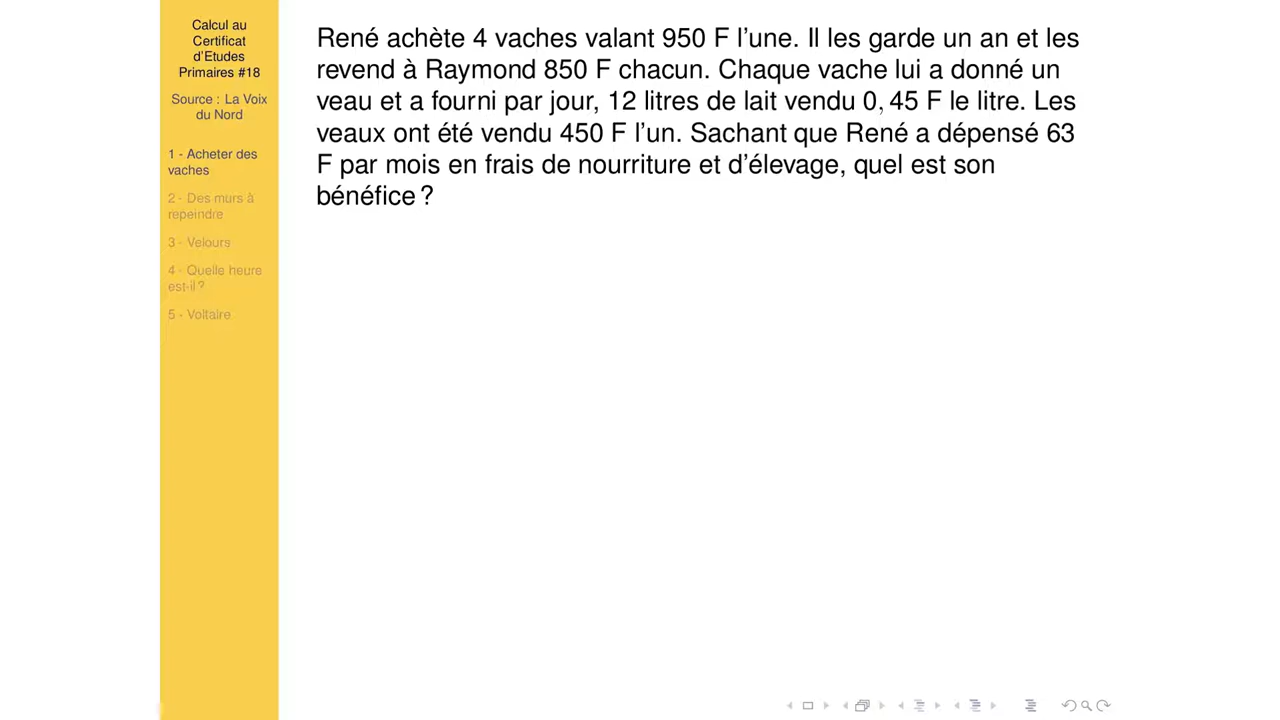 Calcul au
Certificat
d'Etudes
Primaires #18
Source : La Voix
du Nord
1 - Acheter des
vaches
2 - Des murs à
repeindre
3 - Velours
4 - Quelle heure
est-il ?
5 - Voltaire
René achète 4 vaches valant 950 F l'une. Il les garde un an et les
revend à Raymond 850 F chacun. Chaque vache lui a donné un
veau et a fourni par jour, 12 litres de lait vendu 0, 45 F le litre. Les
veaux ont été vendu 450 F l'un. Sachant que René a dépensé 63
F par mois en frais de nourriture et d'élevage, quel est son
bénéfice ?